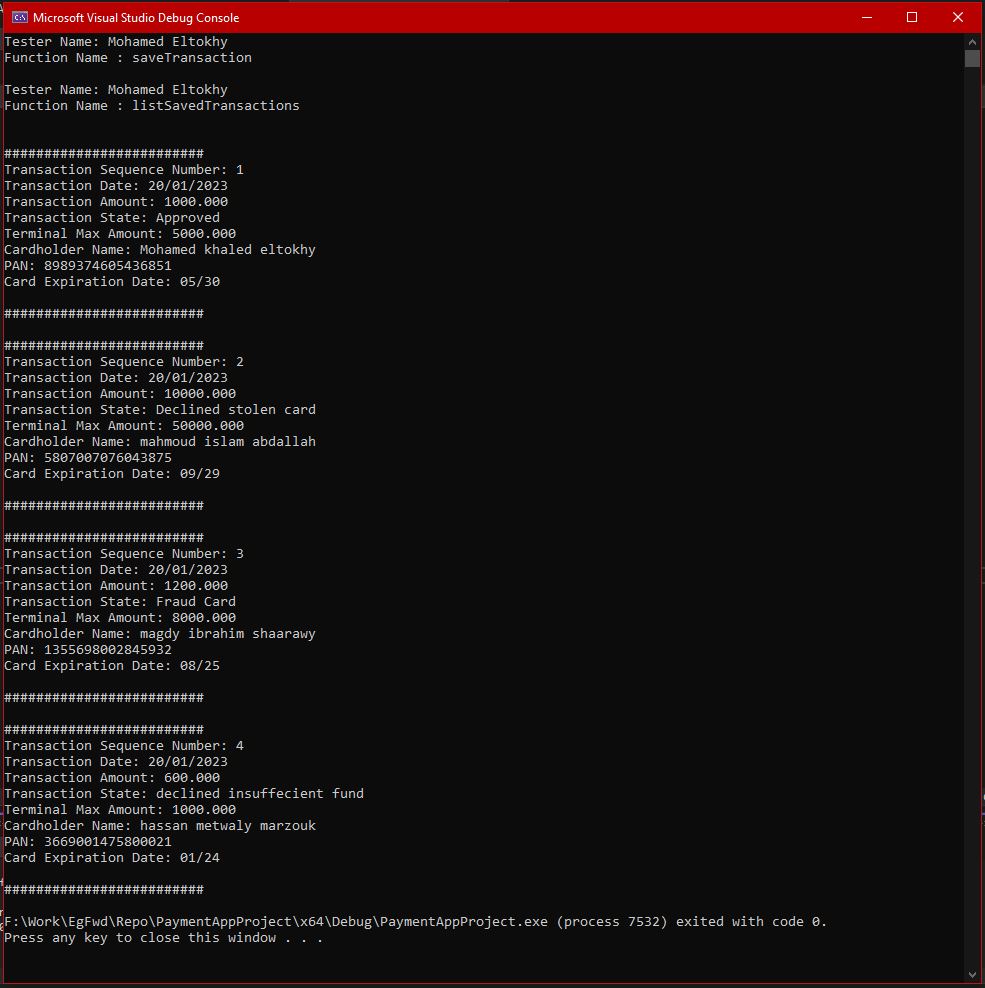 Microsoft Visual Studio Debug Console
Tester Name: Mohamed Eltokhy
Function Name : saveTransaction
Tester Name: Mohamed Eltokhy
Function Name : listSavedTransactions
#########################
Transaction Sequence Number: 1
Transaction Date: 20/01/2023
Transaction Amount: 1000.000
Transaction State: Approved
Terminal Max Amount: 5000.000
Cardholder Name: Mohamed khaled eltokhy
PAN: 8989374605436851
Card Expiration Date: 05/30
#########################
#########################
Transaction Sequence Number: 2
Transaction Date: 20/01/2023
Transaction Amount: 10000.000
Transaction State: Declined stolen card
Terminal Max Amount: 50000.000
Cardholder Name: mahmoud islam abdallah
PAN: 5807007076043875
Card Expiration Date: 09/29
#########################
#########################
Transaction Sequence Number: 3
Transaction Date: 20/01/2023
Transaction Amount: 1200.000
Transaction State: Fraud Card
Terminal Max Amount: 8000.000
Cardholder Name: magdy ibrahim shaarawy
PAN: 1355698002845932
Card Expiration Date: 08/25
#########################
#########################
Transaction Sequence Number: 4
Transaction Date: 20/01/2023
Transaction Amount: 600.000
Transaction State: declined insuffecient fund
Terminal Max Amount: 1000.000
Cardholder Name: hassan metwaly marzouk
PAN: 3669001475800021
Card Expiration Date: 01/24
#########################
F:\Work\EgFwd\Repo\PaymentAppProject\x64\Debug\PaymentAppProject.exe (process 7532) exited with code 0.
Press any key to close this window . . .